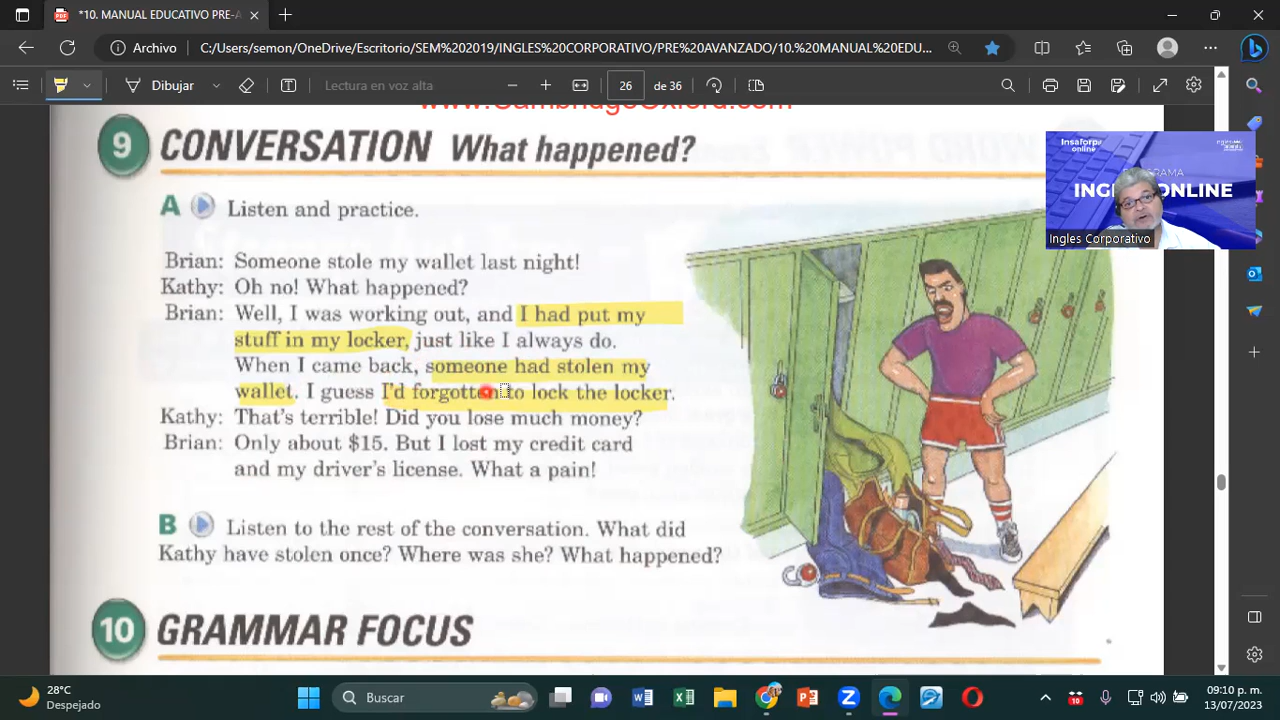 *10. MANUAL EDUCATIVO PRE-A
Archivo
C:/Users/semon/OneDrive/Escritorio/SEM%202019/INGLES%20CORPORATIVO/PRE%20AVANZADO/10.%20MANUAL%20EDU...
Dibujar
Lectura en voz alta
26
de 36
www.CambridgeOxford.com
9 CONVERSATION What happened?
A Listen and practice.
Brian: Someone stole my wallet last night!
Kathy: Oh no! What happened?
Brian: Well, I was working out, and I had put my
stuff in my locker, just like I always do.
When I came back, someone had stolen my
wallet. I guess I'd forgotten to lock the locker.
Kathy: That's terrible! Did you lose much money?
Brian: Only about $15. But I lost my credit card
and my driver's license. What a pain!
B Listen to the rest of the conversation. What did
Kathy have stolen once? Where was she? What happened?
10 GRAMMAR FOCUS
Insaforp
online
Ingles Corporativo
28°C
Despejado
Buscar
09:10 p. m.
13/07/2023